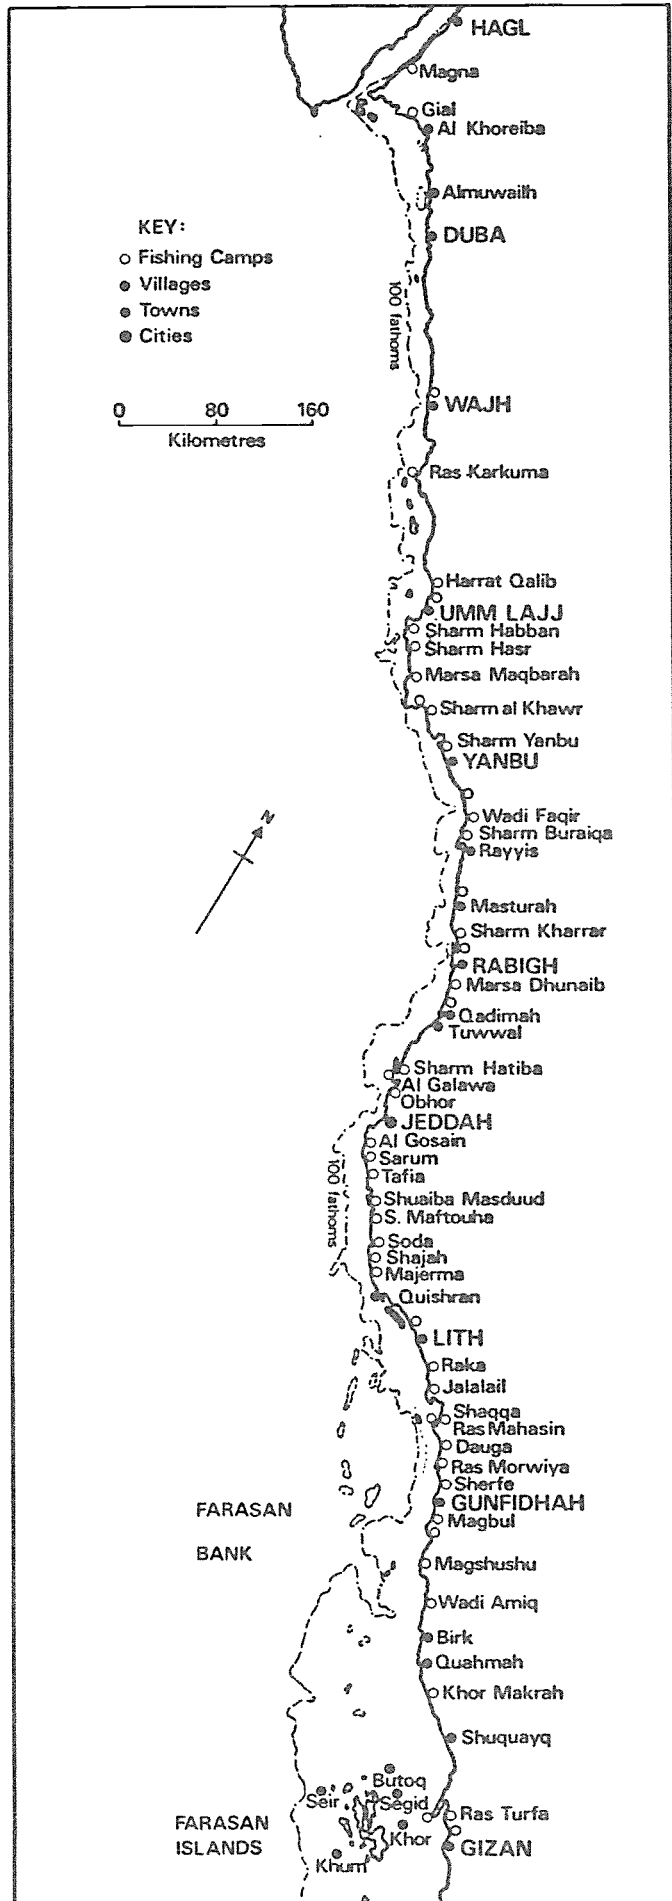 HAGL
Magna
Gial
Al Khoreiba
Almuwailh
KEY:
DUBA
Fishing Camps
Villages
Towns
Cities
100 fathoms
0 80 160
Kilometres
WAJH
Ras Karkuma
Harrat Qalib
UMM LAJJ
Sharm Habban
Sharm Hasr
Marsa Maqbarah
Sharm al Khawr
Sharm Yanbu
YANBU
N
Wadi Faqir
Sharm Buraiqa
Rayyis
Masturah
Sharm Kharrar
RABIGH
Marsa Dhunaib
Qadimah
Tuwwal
Sharm Hatiba
Al Galawa
Obhor
JEDDAH
Al Gosain
Sarum
100 fathoms
Tafia
Shuaiba Masduud
S. Maftouha
Soda
Shajah
Majerma
Quishran
LITH
Raka
Jalalail
Shaqqa
Ras Mahasin
Dauga
Ras Morwiya
Sherfe
FARASAN
BANK
GUNFIDHAH
Magbul
Magshushu
Wadi Amiq
Birk
Quahmah
Khor Makrah
Shuquayq
Butoq
Seir
Segid
Ras Turfa
FARASAN
ISLANDS
Khor
GIZAN
Khum